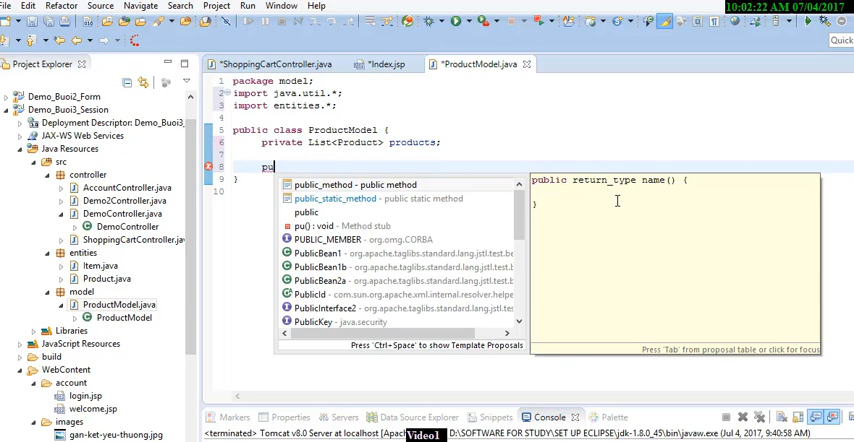 10:02:22 AM 07/04/2017
File Edit Source Navigate Search Project Run Window Help
Quick
Project Explorer
*ShoppingCartController.java
*Index.jsp
*ProductModel.java
Demo_Buoi2_Form
Demo_Buoi3_Session
Deployment Descriptor: Demo_Buoi3_
JAX-WS Web Services
Java Resources
src
controller
AccountController.java
Demo2Controller.java
DemoController.java
DemoController
ShoppingCartController.java
entities
Item.java
Product.java
model
ProductModel.java
ProductModel
Libraries
JavaScript Resources
build
WebContent
account
login.jsp
welcome.jsp
images
gan-ket-yeu-thuong.jpg
1 package model;
2 import java.util.*;
3 import entities.*;
4
5 public class ProductModel {
6 private List<Product> products;
7
8 pu
9 }
10
public_method - public method
public_static_method - public static method
public
pu() : void - Method stub
PUBLIC_MEMBER - org.omg.CORBA
PublicBean1 - org.apache.taglibs.standard.lang.jstl.test.be
PublicBean1b - org.apache.taglibs.standard.lang.jstl.test.b
PublicBean2a - org.apache.taglibs.standard.lang.jstl.test.b
PublicId - com.sun.org.apache.xml.internal.resolver.helpe
PublicInterface2 - org.apache.taglibs.standard.lang.jstl.te
PublicKey - java.security
Press 'Ctrl+Space' to show Template Proposals
public return_type name() {
}
Press 'Tab' from proposal table or click for focus
Markers Properties Servers Data Source Explorer Snippets Console Palette
<terminated> Tomcat v8.0 Server at localhost [Apac
Video1
D:\SOFTWARE FOR STUDY\SET UP ECLIPSE\jdk-1.8.0_45\bin\javaw.exe (Jul 4, 2017, 9:40:58 AM)